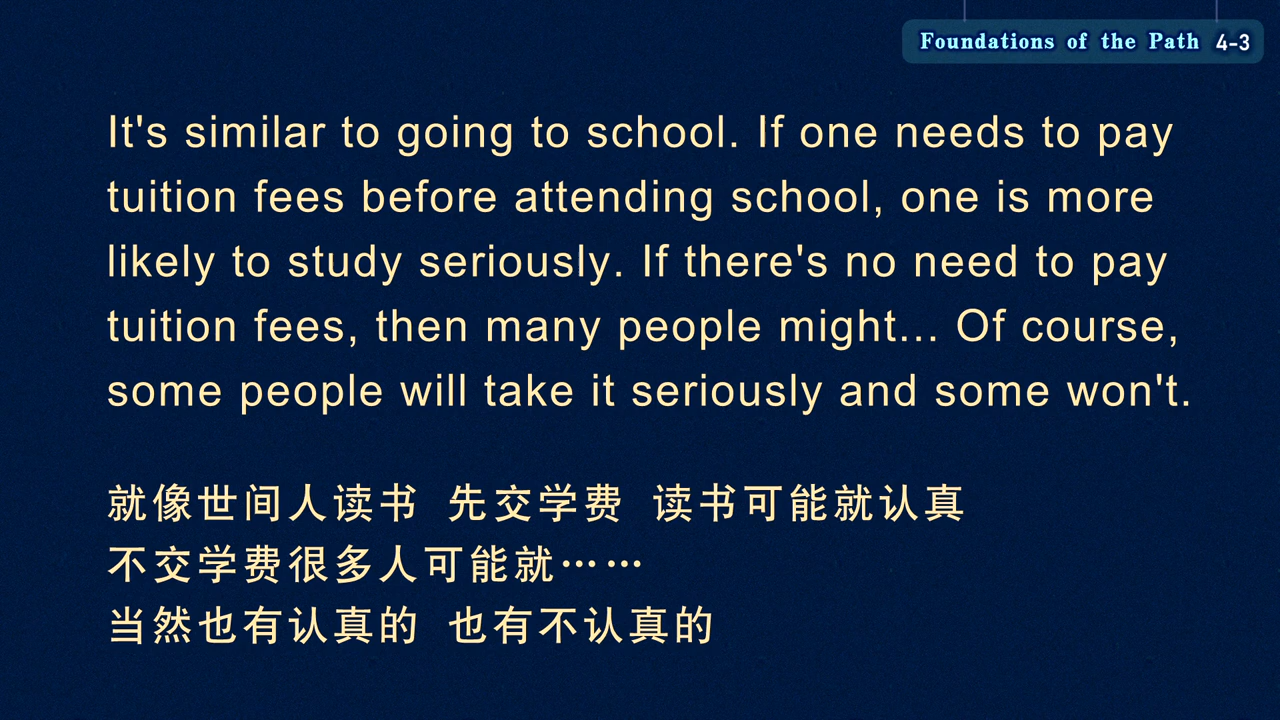 Foundations of the Path 4-3
It's similar to going to school. If one needs to pay
tuition fees before attending school, one is more
likely to study seriously. If there's no need to pay
tuition fees, then many people might... Of course,
some people will take it seriously and some won't.
就像世间人读书 先交学费 读书可能就认真
不交学费很多人可能就……
当然也有认真的 也有不认真的